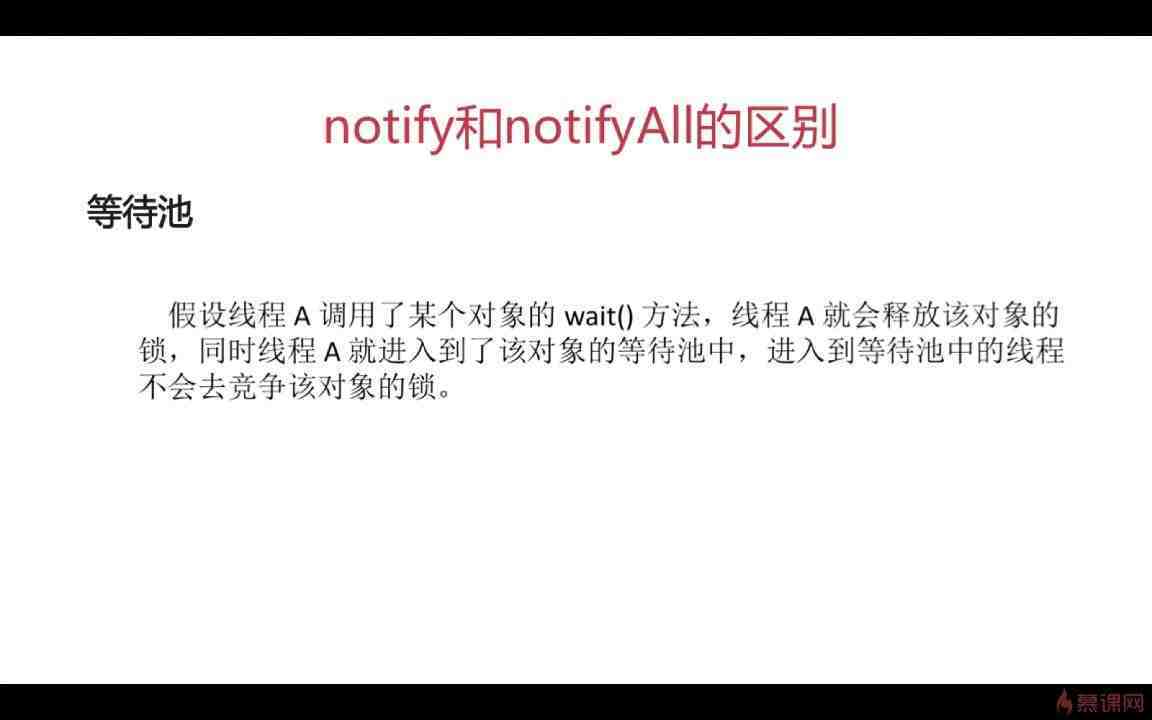 notify和notifyAll的区别
等待池
假设线程 A 调用了某个对象的 wait() 方法，线程 A 就会释放该对象的
锁，同时线程 A 就进入到了该对象的等待池中，进入到等待池中的线程
不会去竞争该对象的锁。
慕课网